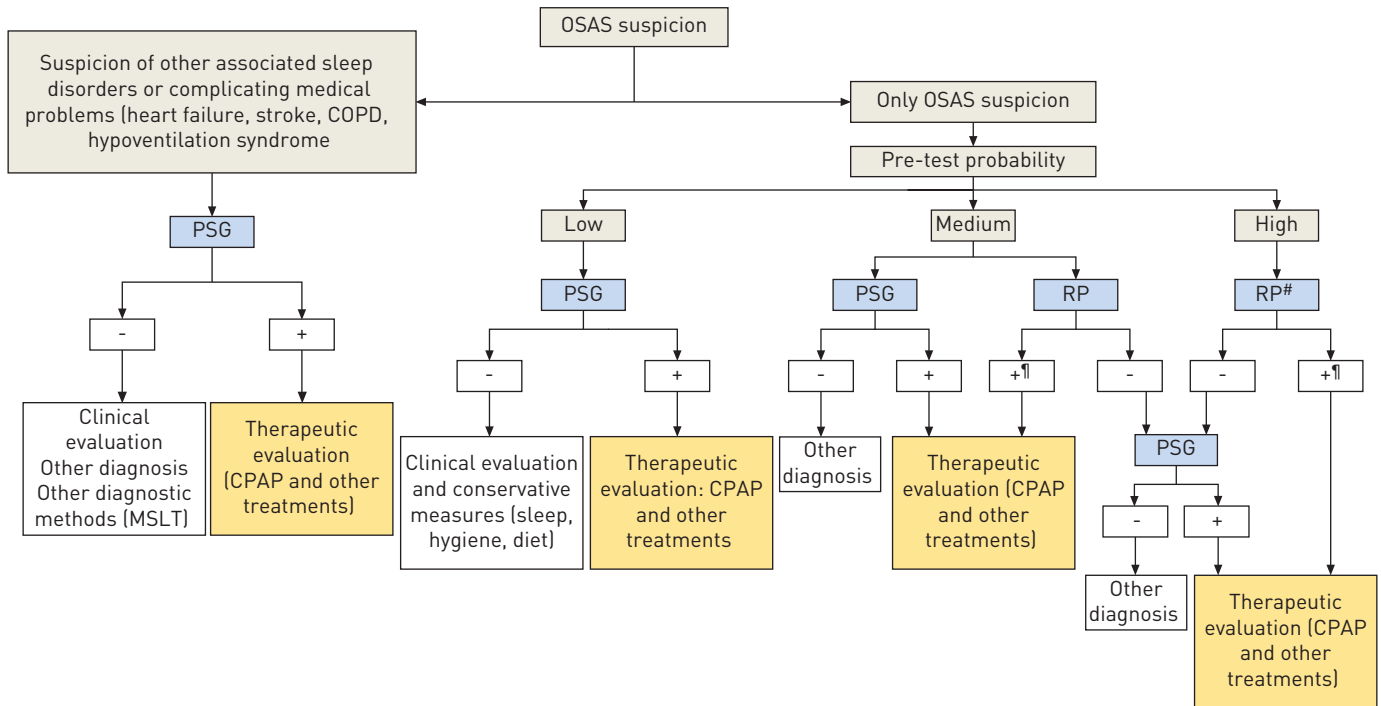 OSAS suspicion
Suspicion of other associated sleep
disorders or complicating medical
problems (heart failure, stroke, COPD,
hypoventilation syndrome
Only OSAS suspicion
Pre-test probability
PSG
Low
Medium
High
PSG
PSG
RP
RP#
-
+
-
+
-
+
+¶
-
-
+¶
Clinical
evaluation
Other diagnosis
Other diagnostic
methods (MSLT)
Therapeutic
evaluation
(CPAP and other
treatments)
Clinical evaluation
and conservative
measures (sleep,
hygiene, diet)
Therapeutic
evaluation: CPAP
and other
treatments
Other
diagnosis
Therapeutic
evaluation (CPAP
and other
treatments)
PSG
-
+
Other
diagnosis
Therapeutic
evaluation (CPAP
and other
treatments)